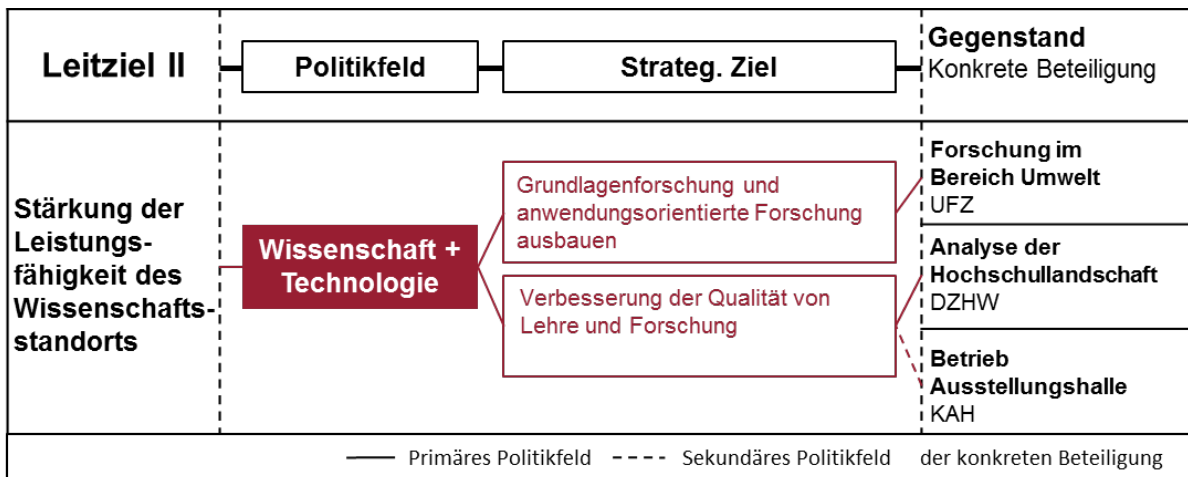 Leitziel II
Politikfeld
Strateg. Ziel
Gegenstand
Konkrete Beteiligung
Stärkung der
Leistungs-
fähigkeit des
Wissenschafts-
standorts
Wissenschaft +
Technologie
Grundlagenforschung und
anwendungsorientierte Forschung
ausbauen
Verbesserung der Qualität von
Lehre und Forschung
Forschung im
Bereich Umwelt
UFZ
Analyse der
Hochschullandschaft
DZHW
Betrieb
Ausstellungshalle
KAH
Primäres Politikfeld Sekundäres Politikfeld der konkreten Beteiligung